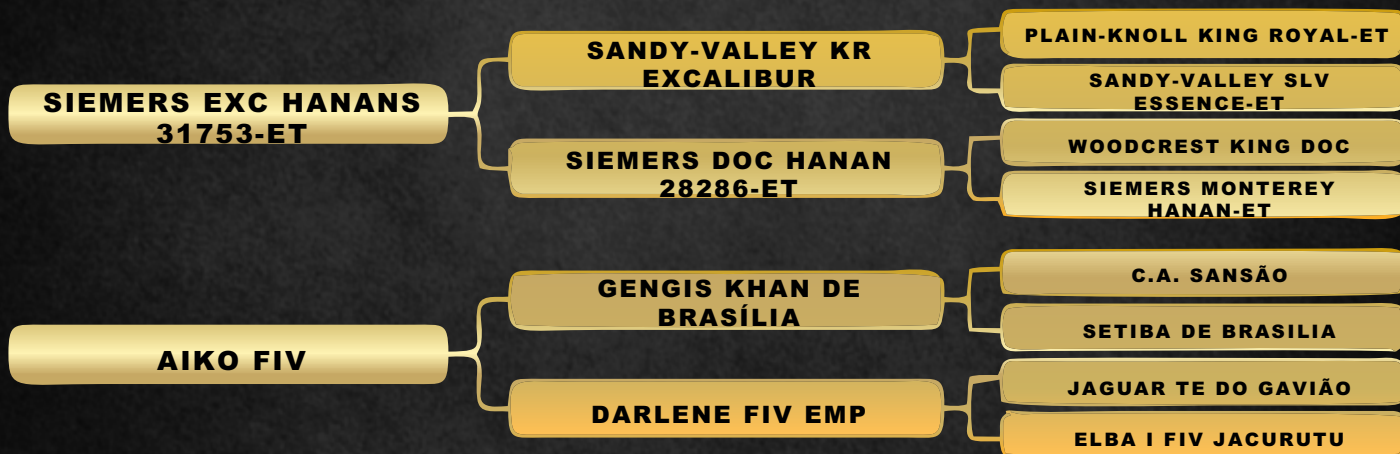 SIEMERS EXC HANANS
31753-ET
SANDY-VALLEY KR
EXCALIBUR
PLAIN-KNOLL KING ROYAL-ET
SANDY-VALLEY SLV
ESSENCE-ET
SIEMERS DOC HANAN
28286-ET
WOODCREST KING DOC
SIEMERS MONTEREY
HANAN-ET
AIKO FIV
GENGIS KHAN DE
BRASÍLIA
C.A. SANSÃO
SETIBA DE BRASILIA
DARLENE FIV EMP
JAGUAR TE DO GAVIÃO
ELBA I FIV JACURUTU